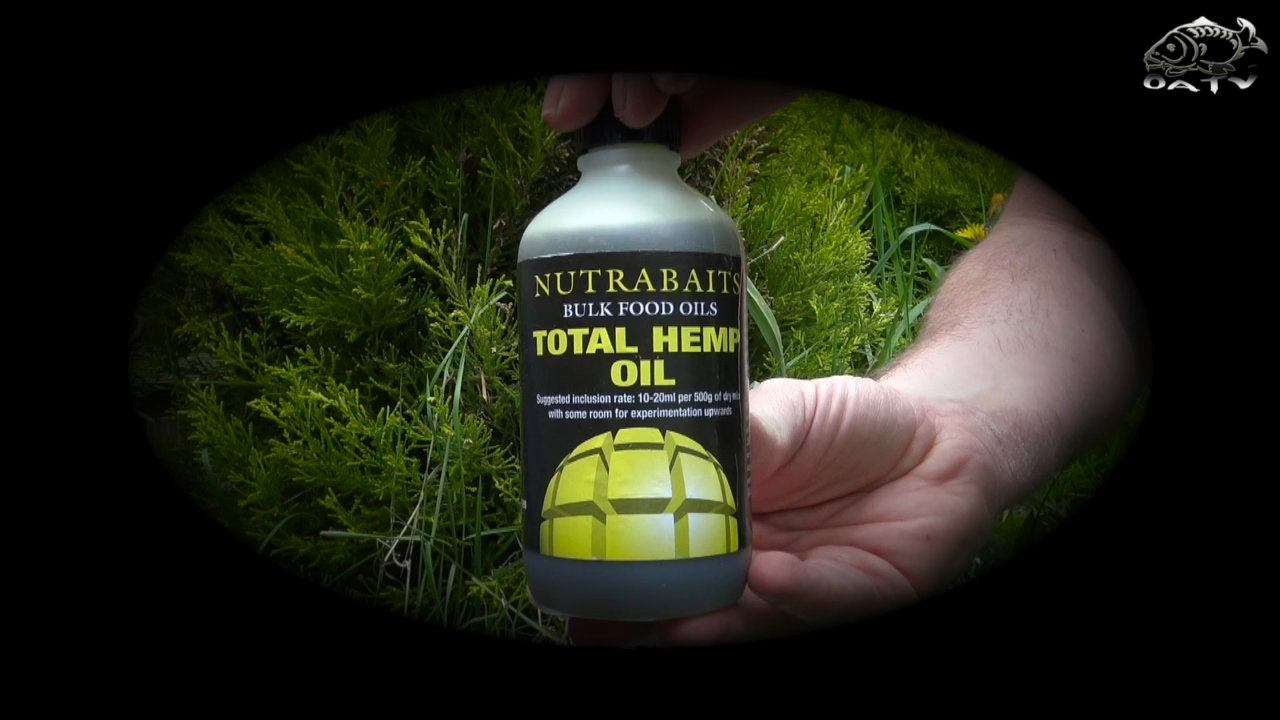 OATV
NUTRABAITS
BULK FOOD OILS
TOTAL HEMP
OIL
Suggested inclusion rate: 10-20ml per 500g of dry mix
with some room for experimentation upwards